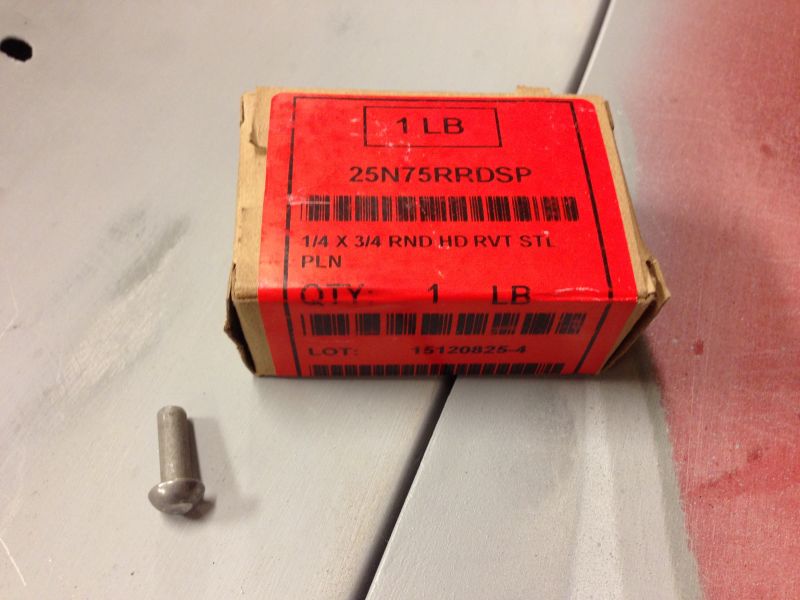 1 LB
25N75RRDSP
1/4 X 3/4 RND HD RVT STL
PLN
QTY: 1 LB
LOT: 15120825-4